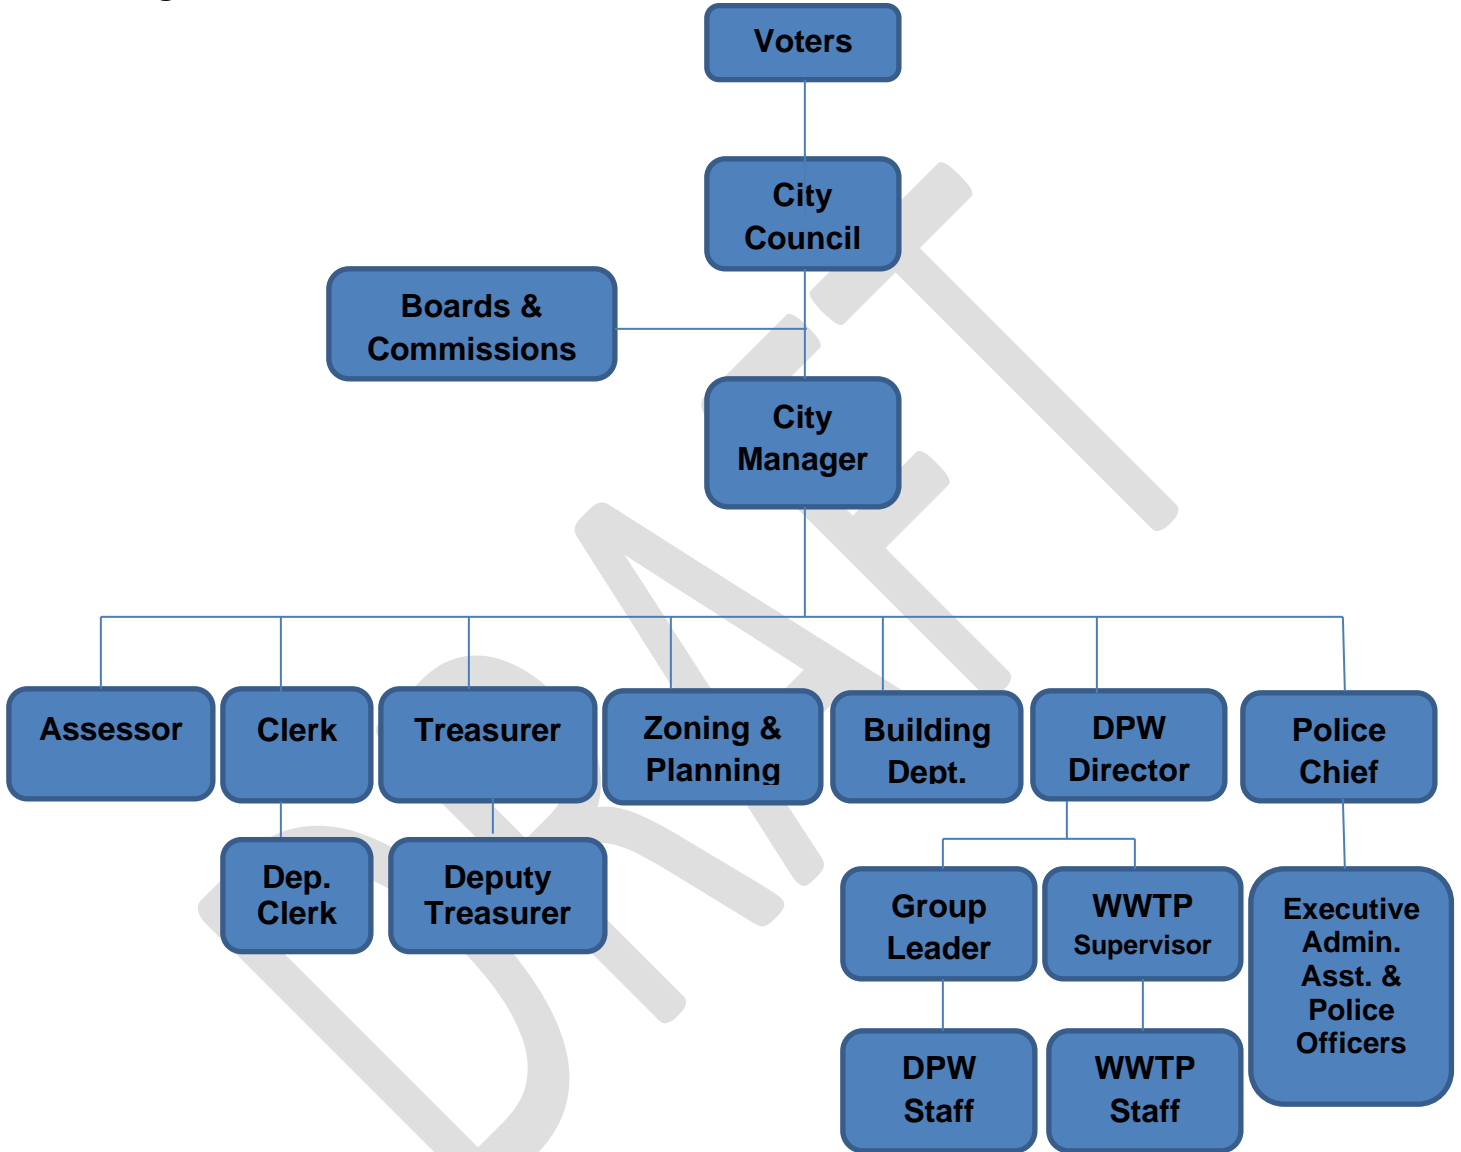 Voters
City
Council
Boards &
Commissions
City
Manager
Assessor
Clerk
Treasurer
Zoning &
Planning
Building
Dept.
DPW
Director
Police
Chief
Dep.
Clerk
Deputy
Treasurer
Group
Leader
WWTP
Supervisor
Executive
Admin.
Asst. &
Police
Officers
DPW
Staff
WWTP
Staff
DRAFT